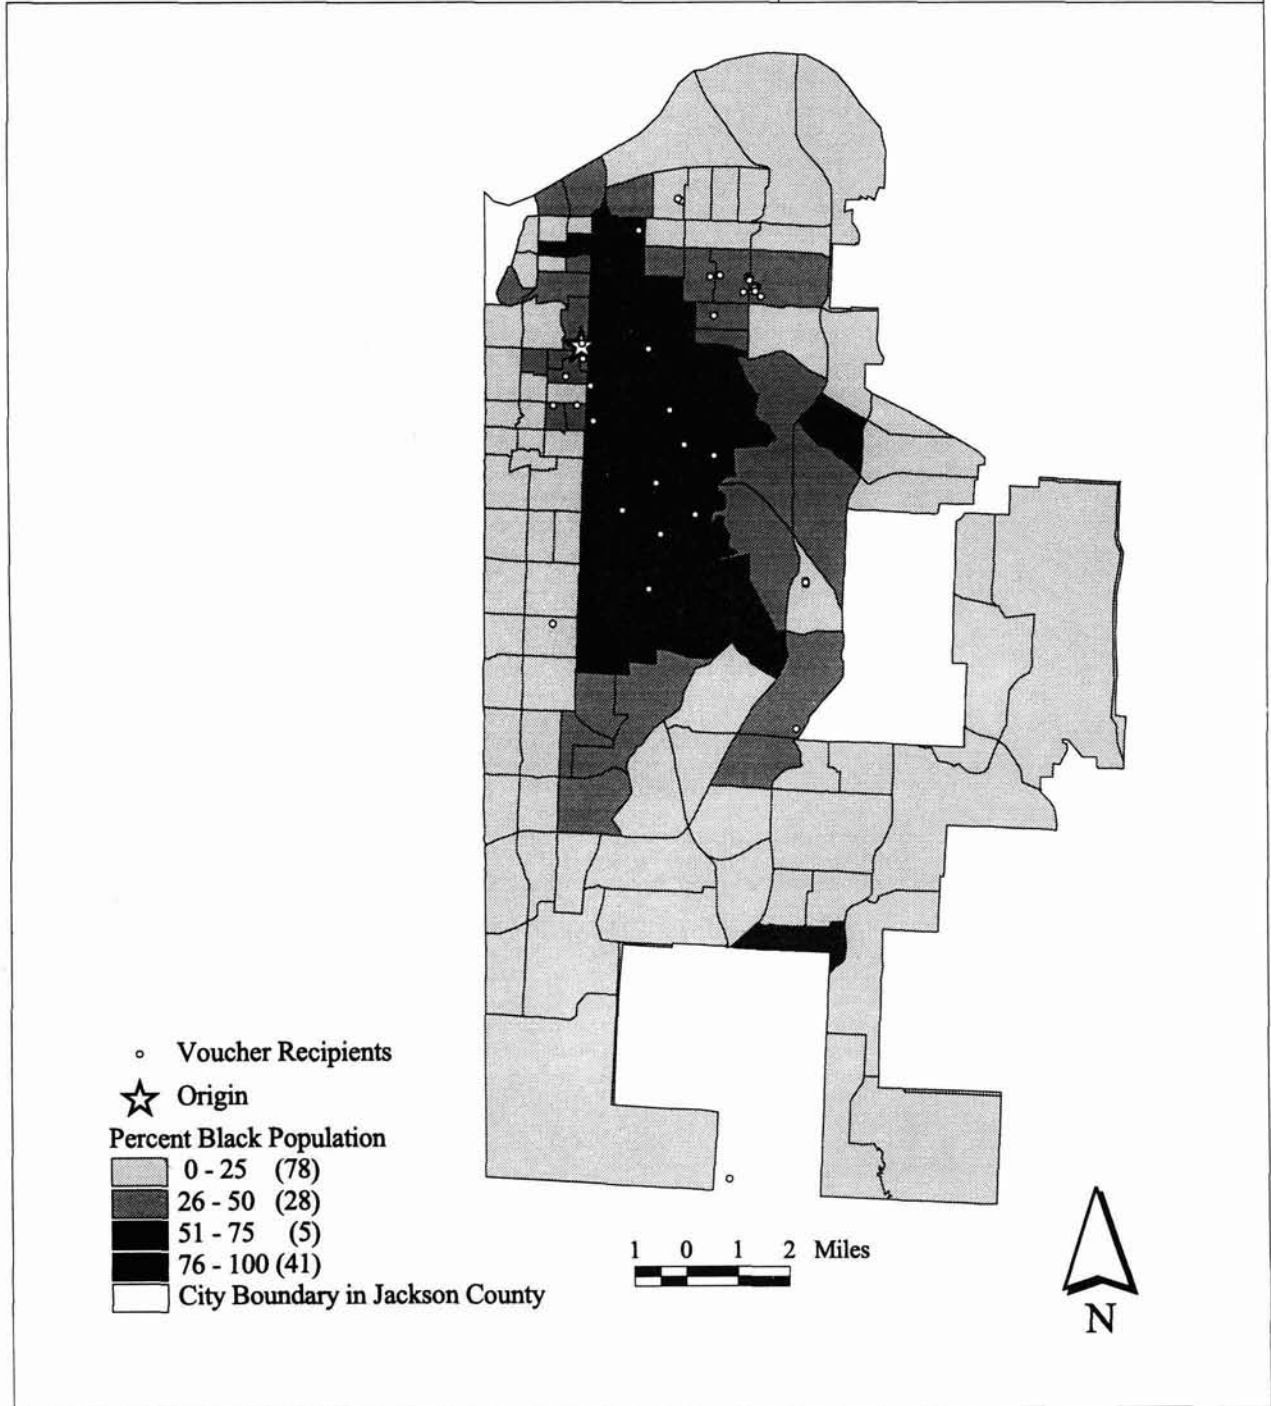 Voucher Recipients
Origin
Percent Black Population
0 - 25 (78)
26 - 50 (28)
51 - 75 (5)
76 - 100 (41)
City Boundary in Jackson County
1 0 1 2 Miles
N